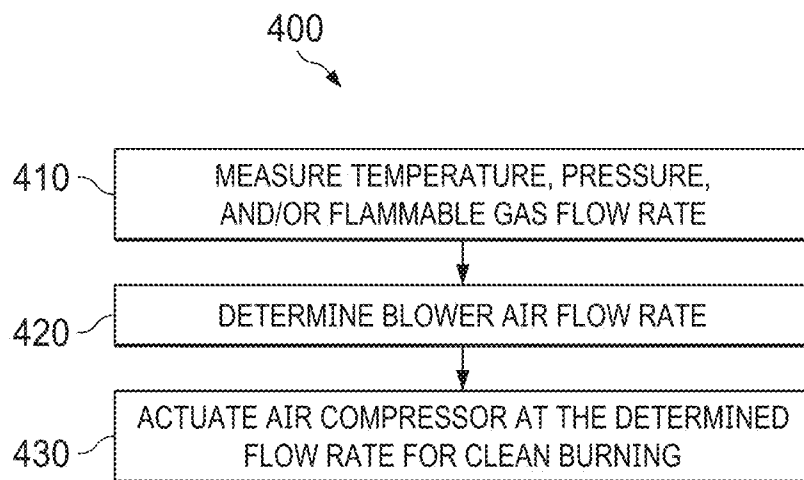 400
410
MEASURE TEMPERATURE, PRESSURE,
AND/OR FLAMMABLE GAS FLOW RATE
420
DETERMINE BLOWER AIR FLOW RATE
430
ACTUATE AIR COMPRESSOR AT THE DETERMINED
FLOW RATE FOR CLEAN BURNING